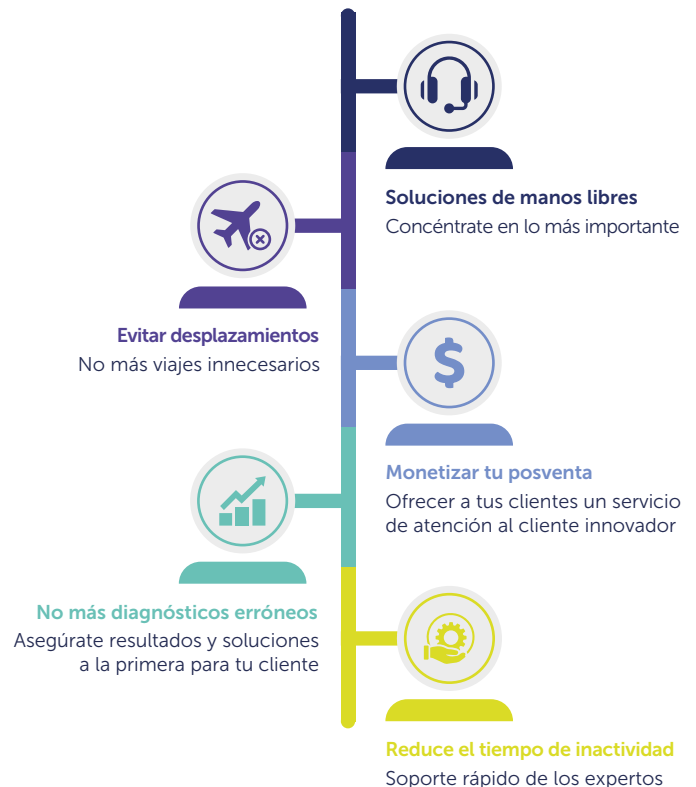 Soluciones de manos libres
Concéntrate en lo más importante
Evitar desplazamientos
No más viajes innecesarios
$
Monetizar tu posventa
Ofrecer a tus clientes un servicio
de atención al cliente innovador
No más diagnósticos erróneos
Asegúrate resultados y soluciones
a la primera para tu cliente
Reduce el tiempo de inactividad
Soporte rápido de los expertos